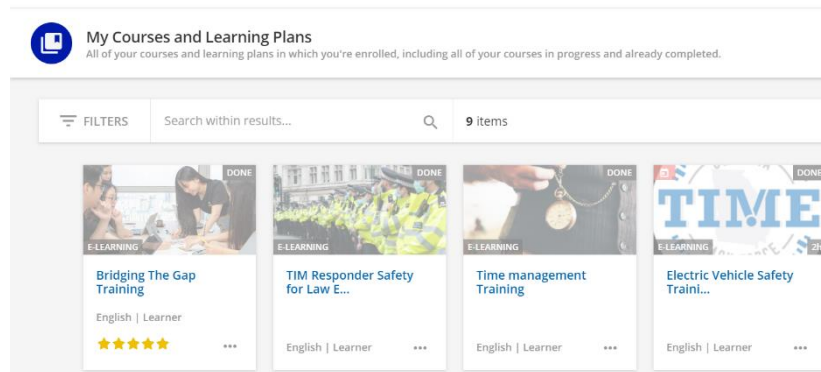 My Courses and Learning Plans
All of your courses and learning plans in which you're enrolled, including all of your courses in progress and already completed.
FILTERS
Search within results...
9 items
DONE
E-LEARNING
Bridging The Gap
Training
English | Learner
DONE
E-LEARNING
TIM Responder Safety
for Law E...
English | Learner
DONE
E-LEARNING
Time management
Training
English | Learner
DONE
TIME
E-LEARNING
2h
Electric Vehicle Safety
Traini...
English | Learner